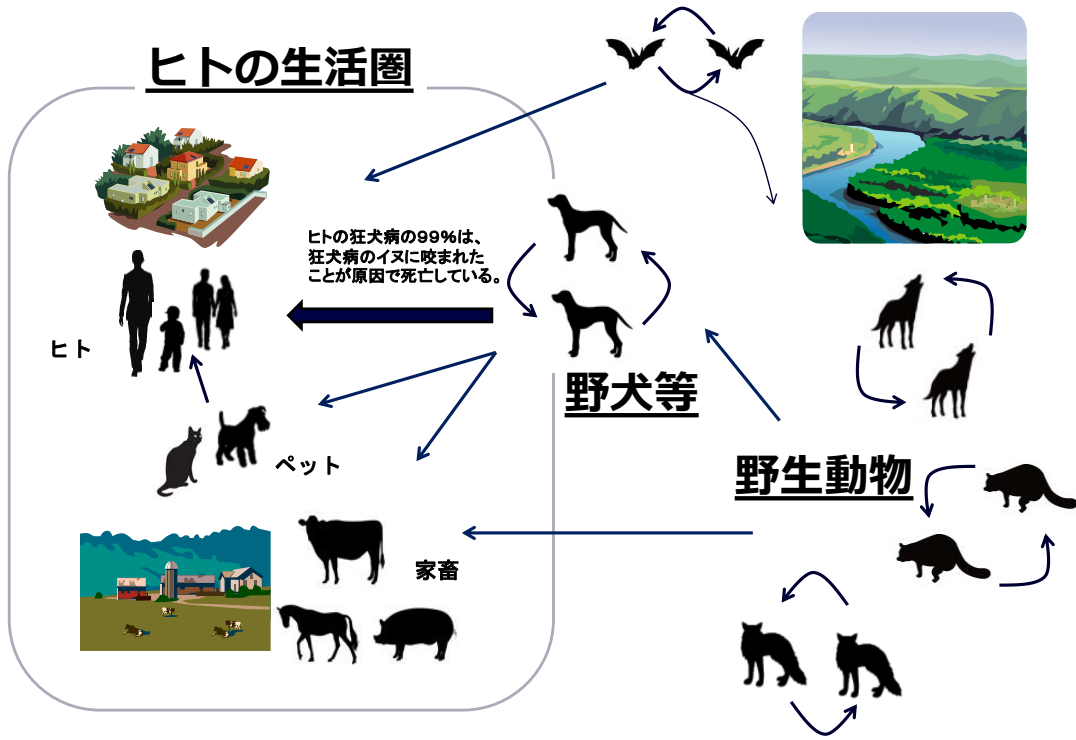 ヒトの生活圏
ヒトの狂犬病の99%は、
狂犬病のイヌに咬まれた
ことが原因で死亡している。
ヒト
野犬等
ペット
野生動物
家畜